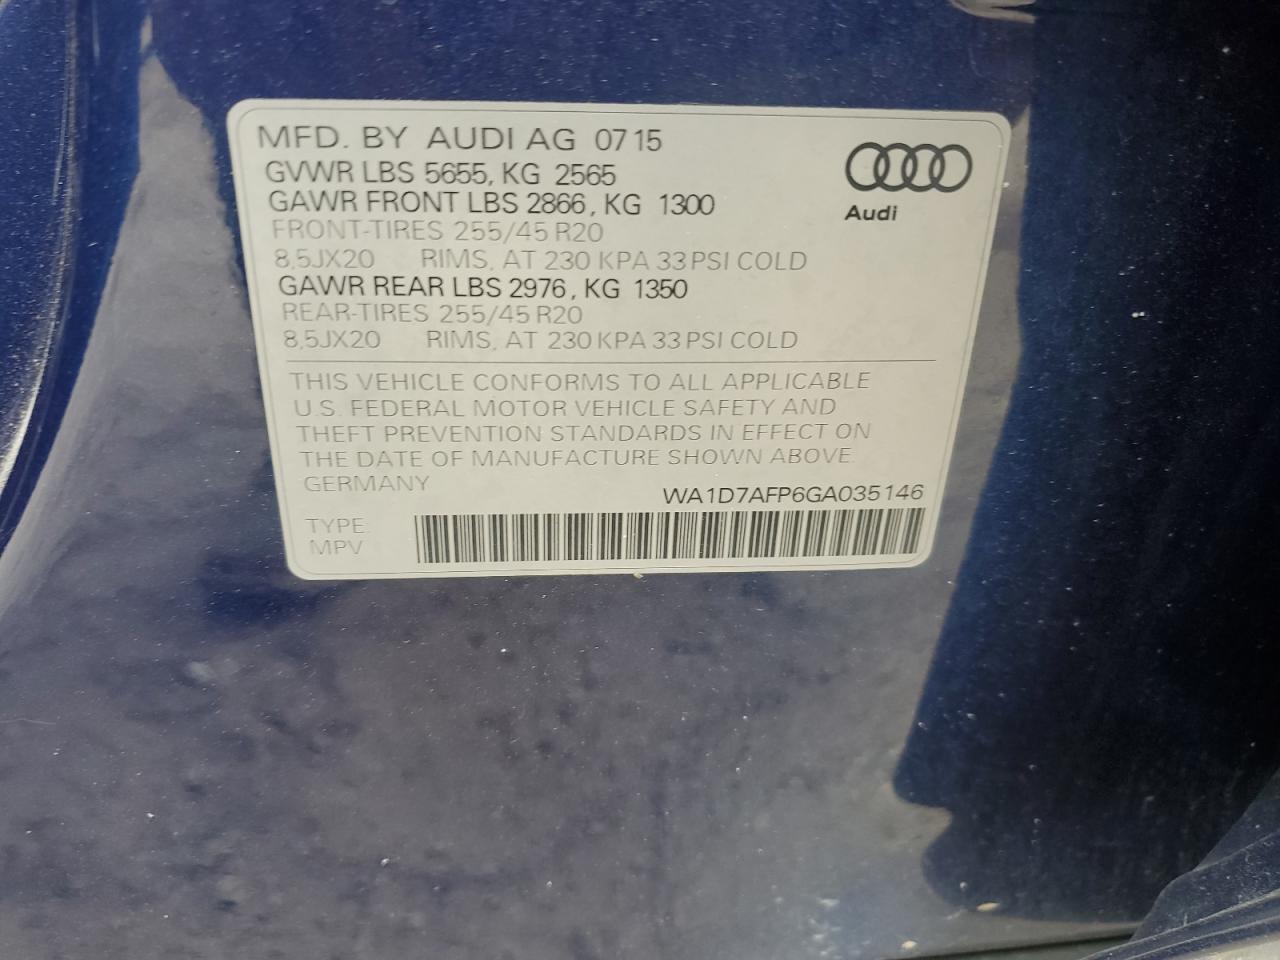 MFD. BY AUDI AG 07 15
GVWR LBS 5655, KG 2565
GAWR FRONT LBS 2866, KG 1300
FRONT-TIRES 255/45 R20
8,5JX20 RIMS, AT 230 KPA 33 PSI COLD
GAWR REAR LBS 2976, KG 1350
REAR-TIRES 255/45 R20
8,5JX20 RIMS, AT 230 KPA 33 PSI COLD
Audi
THIS VEHICLE CONFORMS TO ALL APPLICABLE
U.S. FEDERAL MOTOR VEHICLE SAFETY AND
THEFT PREVENTION STANDARDS IN EFFECT ON
THE DATE OF MANUFACTURE SHOWN ABOVE.
GERMANY
WA1D7AFP6GA035146
TYPE:
MPV